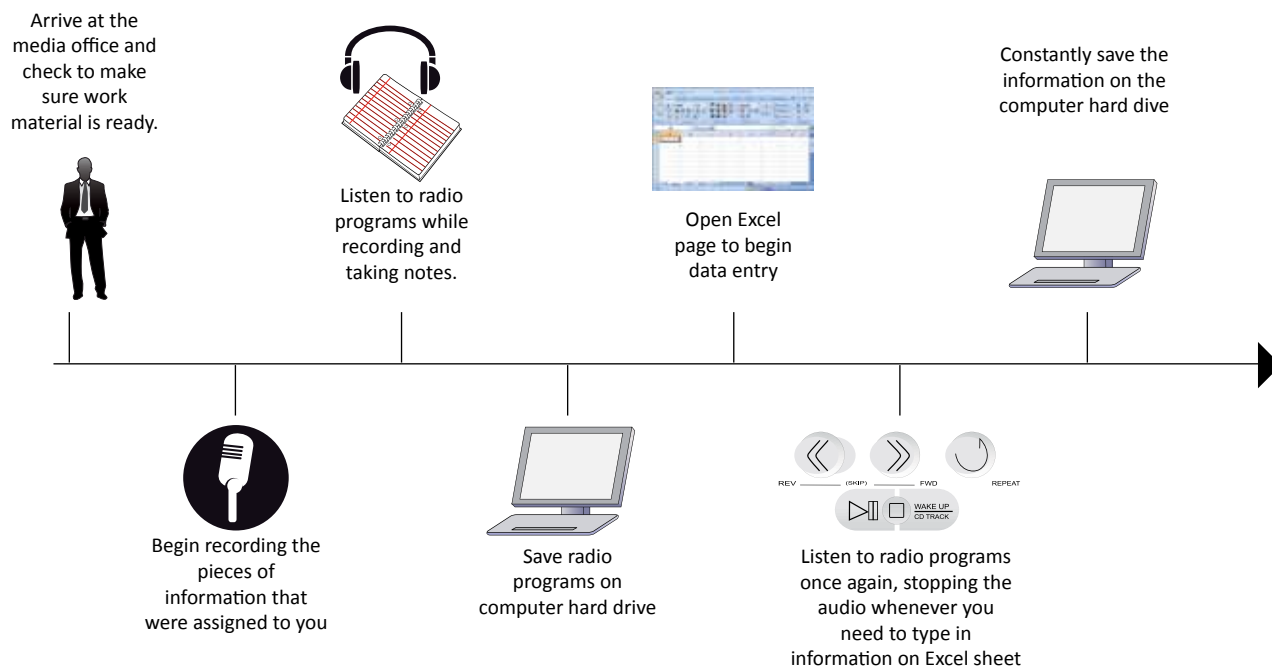 Arrive at the
media office and
check to make
sure work
material is ready.
Begin recording the
pieces of
information that
were assigned to you
Listen to radio
programs while
recording and
taking notes.
Save radio
programs on
computer hard drive
Open Excel
page to begin
data entry
REV
(SKIP)
FWD
REPEAT
WAKE UP
CD TRACK
Listen to radio programs
once again, stopping the
audio whenever you
need to type in
information on Excel sheet
Constantly save the
information on the
computer hard dive